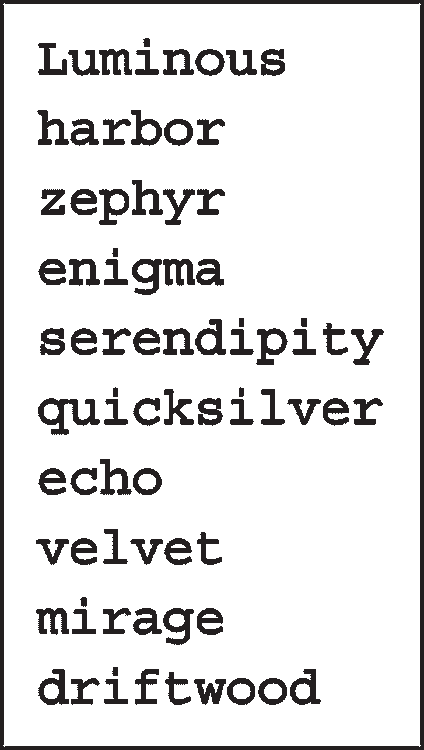 Luminous
harbor
zephyr
enigma
serendipity
quicksilver
echo
velvet
mirage
driftwood